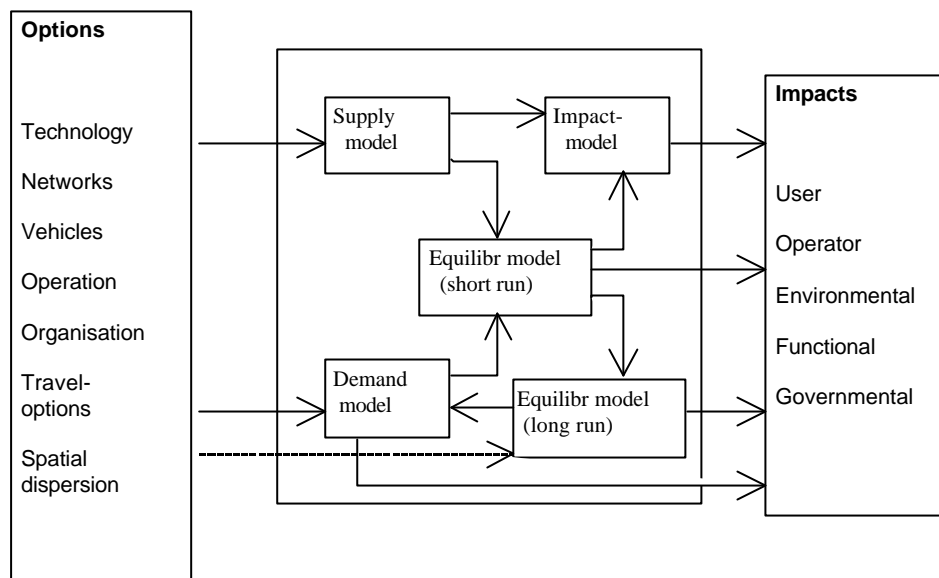 Options
Technology
Networks
Vehicles
Operation
Organisation
Travel-
options
Spatial
dispersion
Supply
model
Impact-
model
Equilibr model
(short run)
Demand
model
Equilibr model
(long run)
Impacts
User
Operator
Environmental
Functional
Governmental